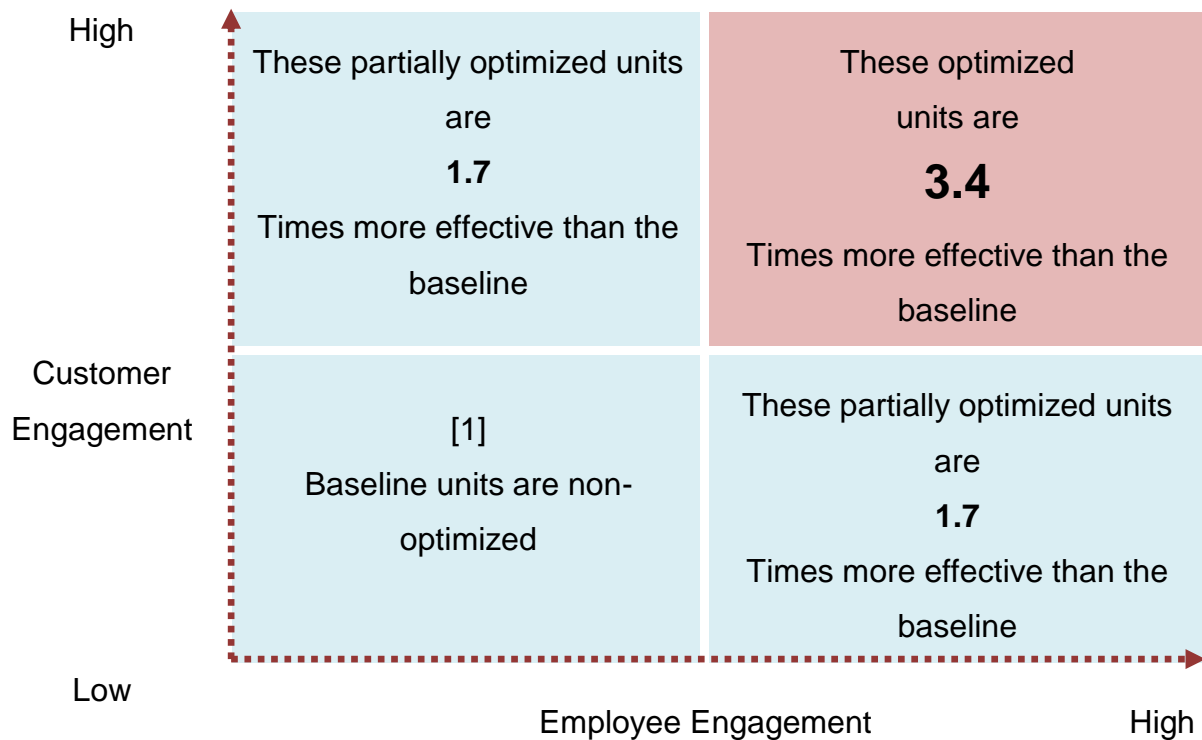 High
These partially optimized units
are
1.7
Times more effective than the
baseline
These optimized
units are
3.4
Times more effective than the
baseline
Customer
Engagement
[1]
Baseline units are non-
optimized
These partially optimized units
are
1.7
Times more effective than the
baseline
Low
Employee Engagement
High